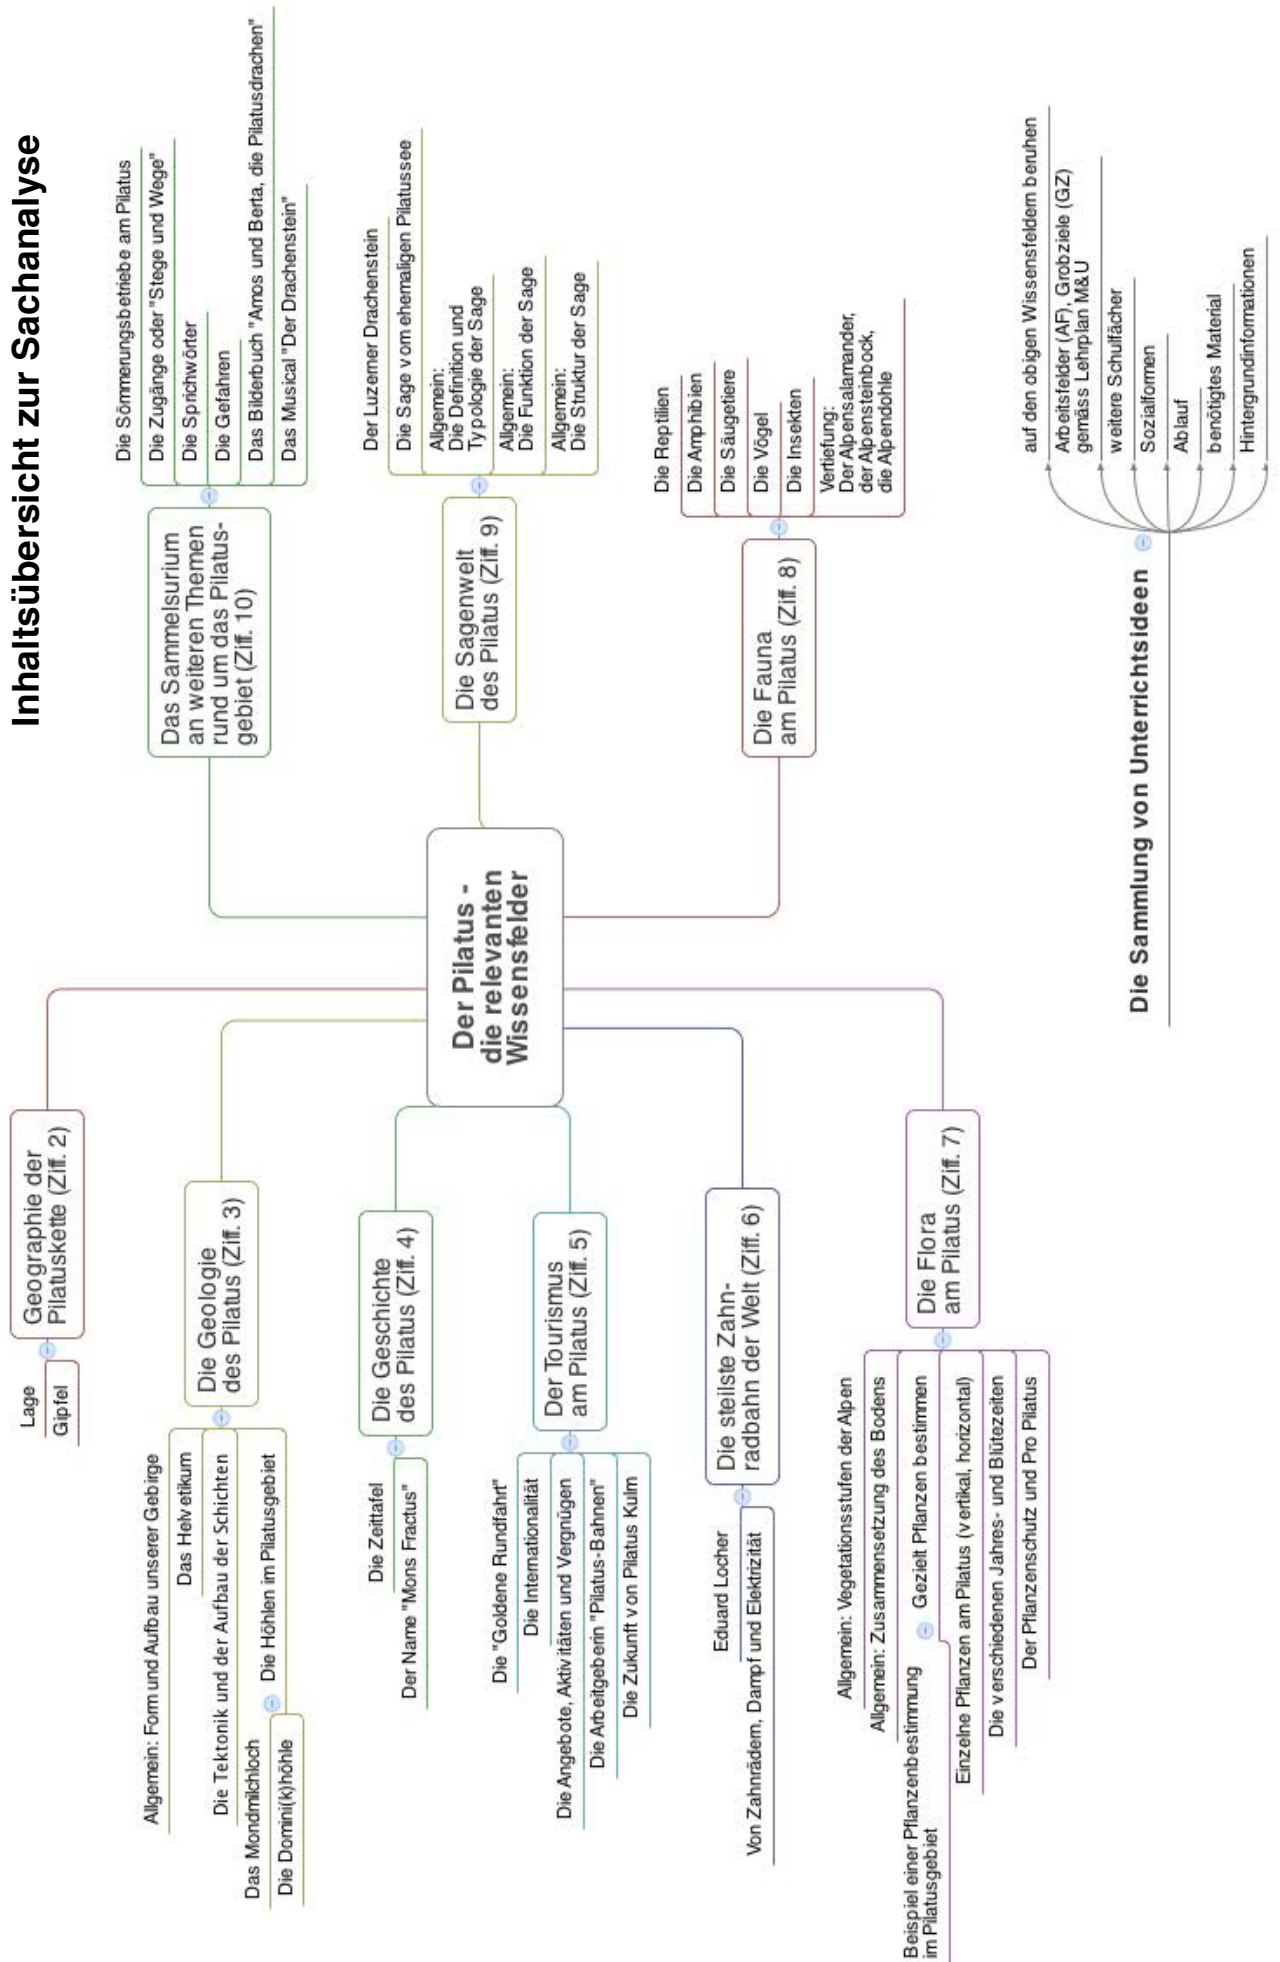 Inhaltsübersicht zur Sachanalyse
Der Pilatus -
die relevanten
Wissensfelder
Geographie der
Pilatuskette (Ziff. 2)
Lage
Gipfel
Die Geologie
des Pilatus (Ziff. 3)
Allgemein: Form und Aufbau unserer Gebirge
Das Helvetikum
Die Tektonik und der Aufbau der Schichten
Die Höhlen im Pilatusgebiet
Das Mondmilchloch
Die Domini(k)höhle
Die Geschichte
des Pilatus (Ziff. 4)
Die Zeittafel
Der Name "Mons Fractus"
Der Tourismus
am Pilatus (Ziff. 5)
Die "Goldene Rundfahrt"
Die Internationalität
Die Angebote, Aktivitäten und Vergnügen
Die Arbeitgeberin "Pilatus-Bahnen"
Die Zukunft von Pilatus Kulm
Die steilste Zahn-
radbahn der Welt (Ziff. 6)
Eduard Locher
Von Zahnrädern, Dampf und Elektrizität
Die Flora
am Pilatus (Ziff. 7)
Allgemein: Vegetationsstufen der Alpen
Allgemein: Zusammensetzung des Bodens
Gezielt Pflanzen bestimmen
Beispiel einer Pflanzenbestimmung
im Pilatusgebiet
Einzelne Pflanzen am Pilatus (vertikal, horizontal)
Die verschiedenen Jahres- und Blütezeiten
Der Pflanzenschutz und Pro Pilatus
Das Sammelsurium
an weiteren Themen
rund um das Pilatus-
gebiet (Ziff. 10)
Die Sömmerungsbetriebe am Pilatus
Die Zugänge oder "Stege und Wege"
Die Sprichwörter
Die Gefahren
Das Bilderbuch "Amos und Berta, die Pilatusdrachen"
Das Musical "Der Drachenstein"
Die Sagenwelt
des Pilatus (Ziff. 9)
Der Luzerner Drachenstein
Die Sage vom ehemaligen Pilatussee
Allgemein:
Die Definition und
Typologie der Sage
Allgemein:
Die Funktion der Sage
Allgemein:
Die Struktur der Sage
Die Fauna
am Pilatus (Ziff. 8)
Die Reptilien
Die Amphibien
Die Säugetiere
Die Vögel
Die Insekten
Vertiefung:
Der Alpensalamander,
der Alpensteinbock,
die Alpendohle
Die Sammlung von Unterrichtsideen
auf den obigen Wissensfeldern beruhen
Arbeitsfelder (AF), Grobziele (GZ)
gemäss Lehrplan M&U
weitere Schulfächer
Sozialformen
Ablauf
benötigtes Material
Hintergrundinformationen